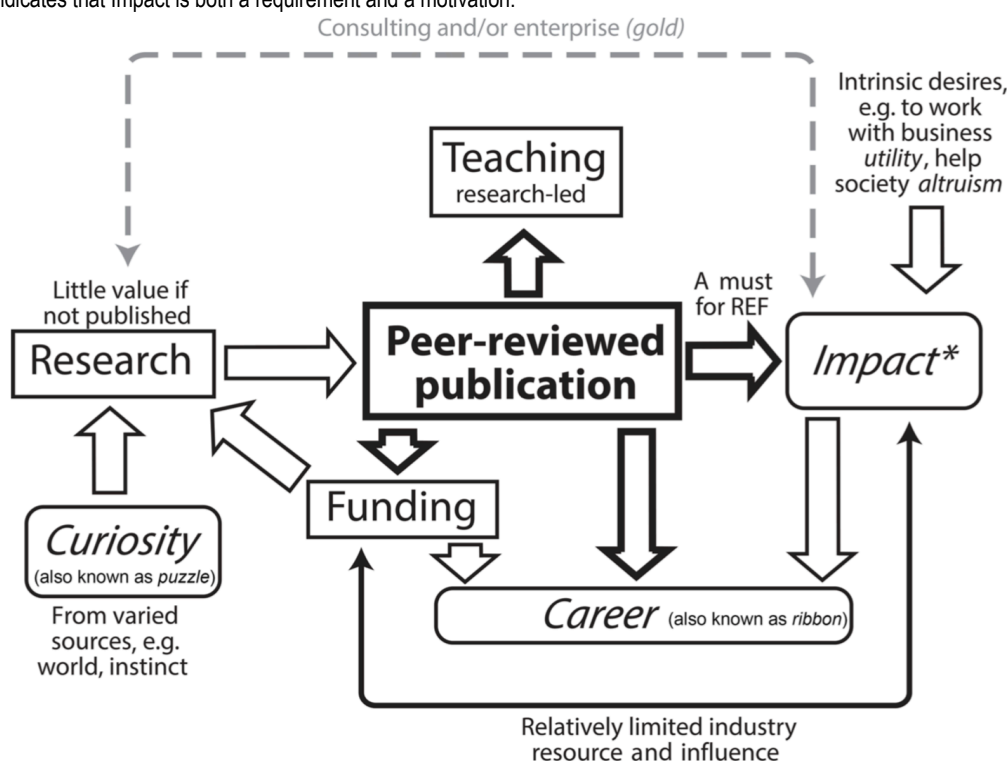 ndicates that Impact is both a requirement and a motivation.
Consulting and/or enterprise (gold)
Intrinsic desires,
e.g. to work
with business
utility, help
society altruism
Teaching
research-led
Little value if
not published
A must
for REF
Research
Peer-reviewed
publication
Impact*
Funding
Curiosity
(also known as puzzle)
From varied
sources, e.g.
world, instinct
Career (also known as ribbon)
Relatively limited industry
resource and influence